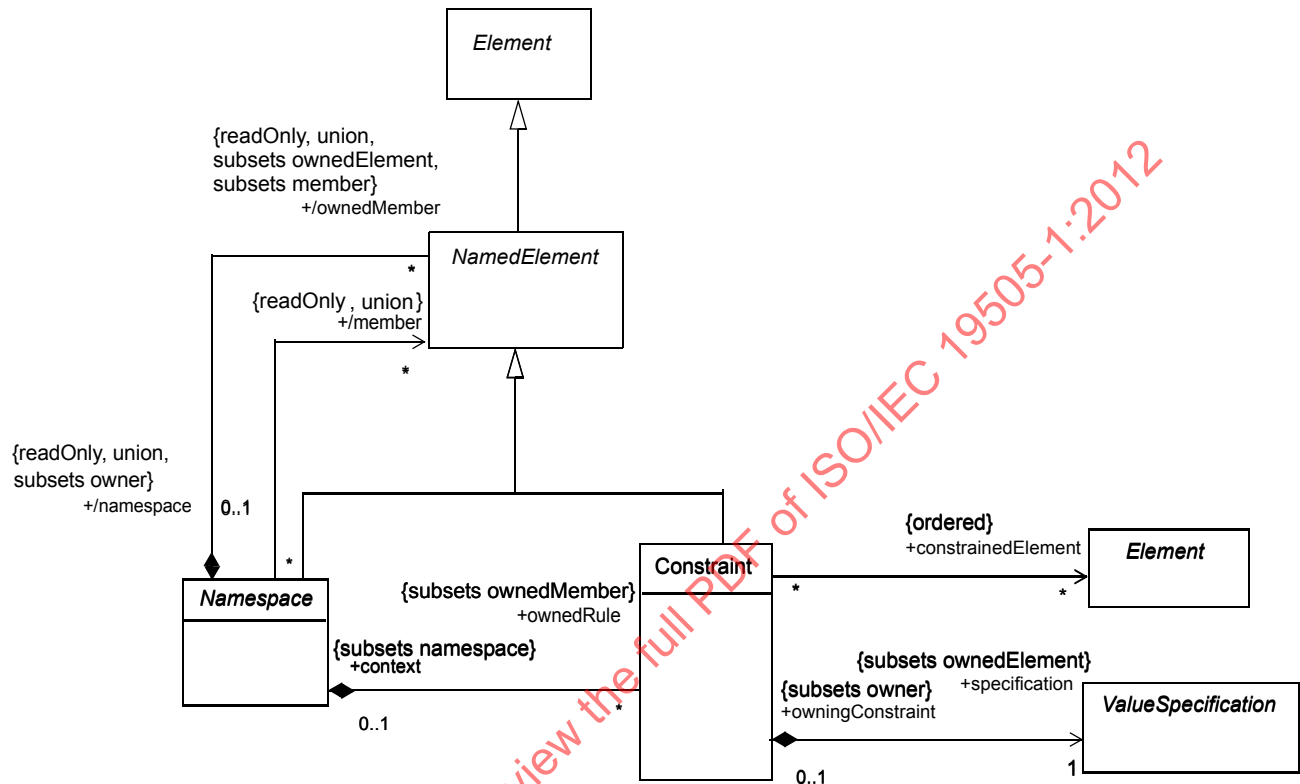 Element
{readOnly, union,
subsets ownedElement,
subsets member}
+/ownedMember
NamedElement
*
{readOnly , union}
+/member
*
{readOnly, union,
subsets owner}
+/namespace
0..1
*
Namespace
{subsets ownedMember}
+ownedRule
Constraint
{ordered}
+constrainedElement
*
*
Element
{subsets namespace}
+context
0..1
*
{subsets ownedElement}
+specification
{subsets owner}
+owningConstraint
0..1
1
ValueSpecification
view the full PDF of ISO/IEC 19505-1:2012